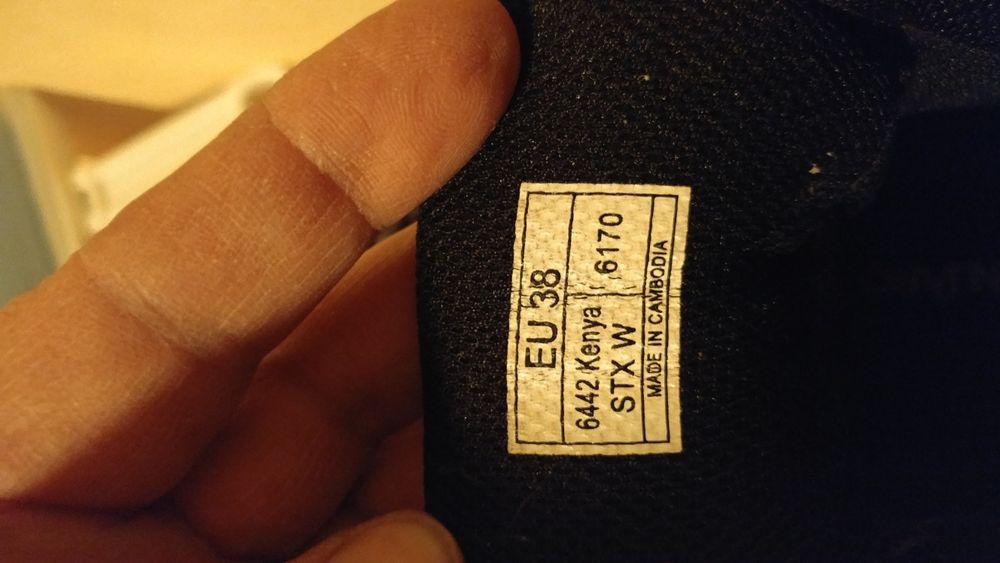 EU 38
6442 Kenya 6170
STX W
MADE IN CAMBODIA